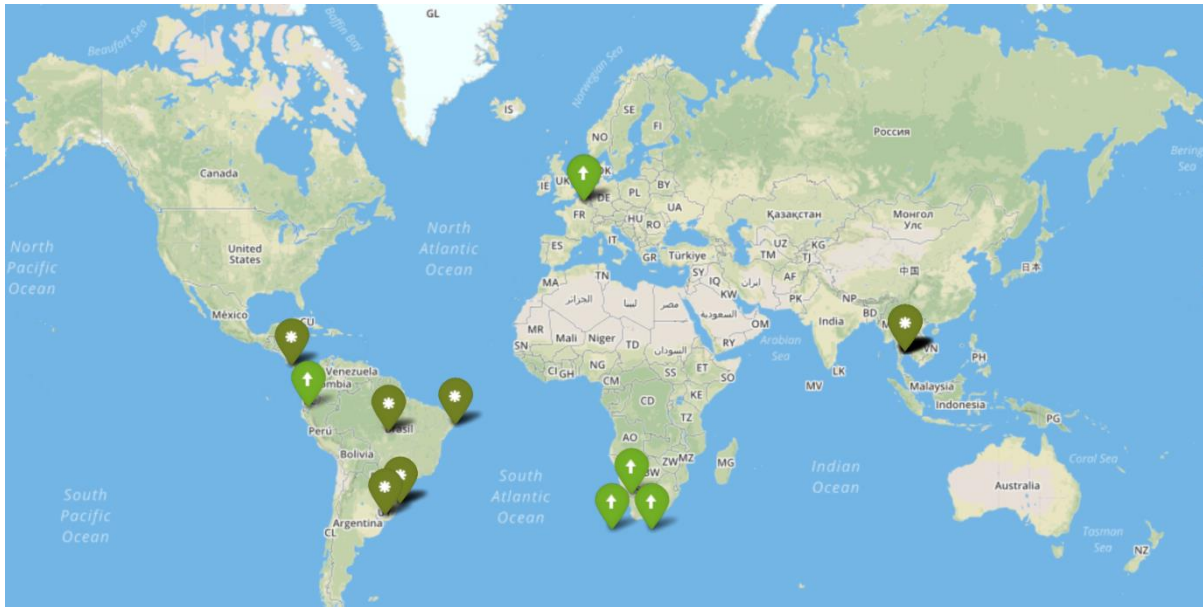 GL
Baffin Bay
Beaufort Sea
Norwegian Sea
IS
SE
FI
NO
Россия
Bering
Sea
Canada
IE
UK
DK
BY
PL
DE
UA
FR
HU
RO
Қазақстан
Монгол
Улс
North
Pacific
Ocean
North
Atlantic
Ocean
United
States
ES
IT
GR
Türkiye
UZ
KG
TM
TJ
中国
日本
MA
TN
SY
IQ
ایران
AF
PK
NP
BD
México
CU
الجزائر
ليبيا
مصر
KW
السعودية
OM
India
MR
Mali
Niger
TD
السودان
RY
Arabian
Sea
VN
PH
SN
CI
GH
NG
CM
SS
ET
SO
LK
MV
Malaysia
Indonesia
PG
Venezuela
CD
KE
TZ
Perú
Brasil
Bolivia
AO
ZW
MZ
MG
BW
Indian
Ocean
Coral Sea
Australia
South
Pacific
Ocean
South
Atlantic
Ocean
Argentina
CL
Tasman
Sea
NZ